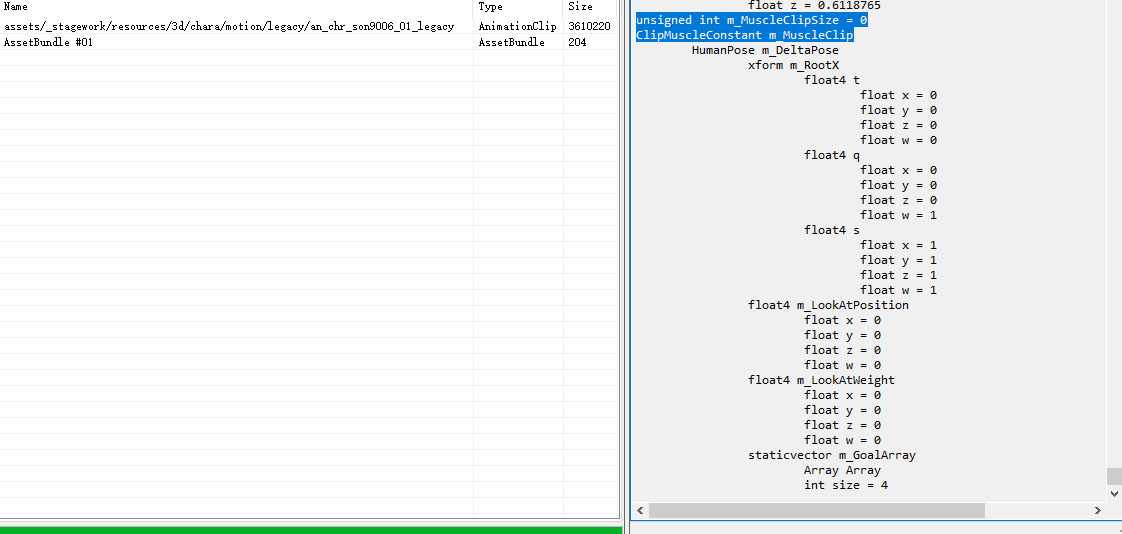 Name Type Size
assets/_stagework/resources/3d/chara/motion/legacy/an_chr_son9006_01_legacy AnimationClip 3610220
AssetBundle #01 AssetBundle 204
float z = 0.6118765
unsigned int m_MuscleClipSize = 0
ClipMuscleConstant m_MuscleClip
HumanPose m_DeltaPose
xform m_RootX
float4 t
float x = 0
float y = 0
float z = 0
float w = 0
float4 q
float x = 0
float y = 0
float z = 0
float w = 1
float4 s
float x = 1
float y = 1
float z = 1
float w = 1
float4 m_LookAtPosition
float x = 0
float y = 0
float z = 0
float w = 0
float4 m_LookAtWeight
float x = 0
float y = 0
float z = 0
float w = 0
staticvector m_GoalArray
Array Array
int size = 4